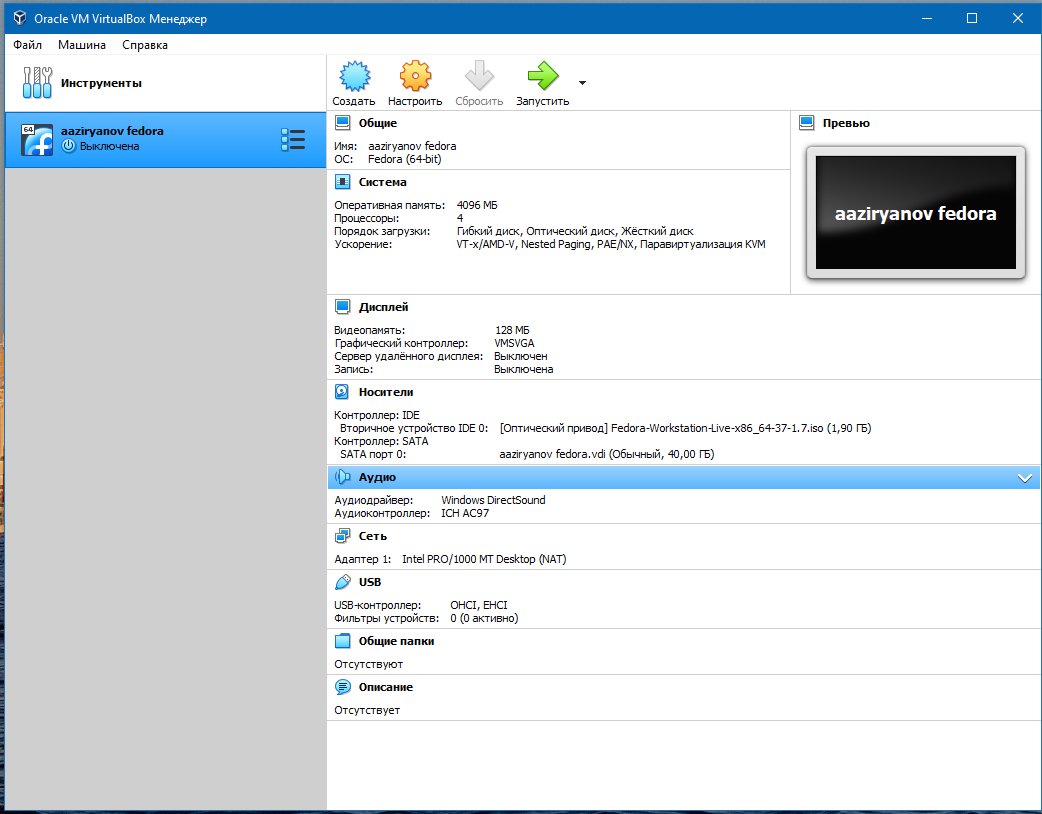 Oracle VM VirtualBox Менеджер
Файл Машина Справка
Инструменты
Создать Настроить Сбросить Запустить
64
aaziryanov fedora
Выключена
Общие
Имя: aaziryanov fedora
ОС: Fedora (64-bit)
Превью
aaziryanov fedora
Система
Оперативная память: 4096 МБ
Процессоры: 4
Порядок загрузки: Гибкий диск, Оптический диск, Жёсткий диск
Ускорение: VT-x/AMD-V, Nested Paging, PAE/NX, Паравиртуализация KVM
Дисплей
Видеопамять: 128 МБ
Графический контроллер: VMSVGA
Сервер удалённого дисплея: Выключен
Запись: Выключена
Носители
Контроллер: IDE
Вторичное устройство IDE 0: [Оптический привод] Fedora-Workstation-Live-x86_64-37-1.7.iso (1,90 ГБ)
Контроллер: SATA
SATA порт 0: aaziryanov fedora.vdi (Обычный, 40,00 ГБ)
Аудио
Аудиодрайвер: Windows DirectSound
Аудиоконтроллер: ICH AC97
Сеть
Адаптер 1: Intel PRO/1000 MT Desktop (NAT)
USB
USB-контроллер: OHCI, EHCI
Фильтры устройств: 0 (0 активно)
Общие папки
Отсутствуют
Описание
Отсутствует